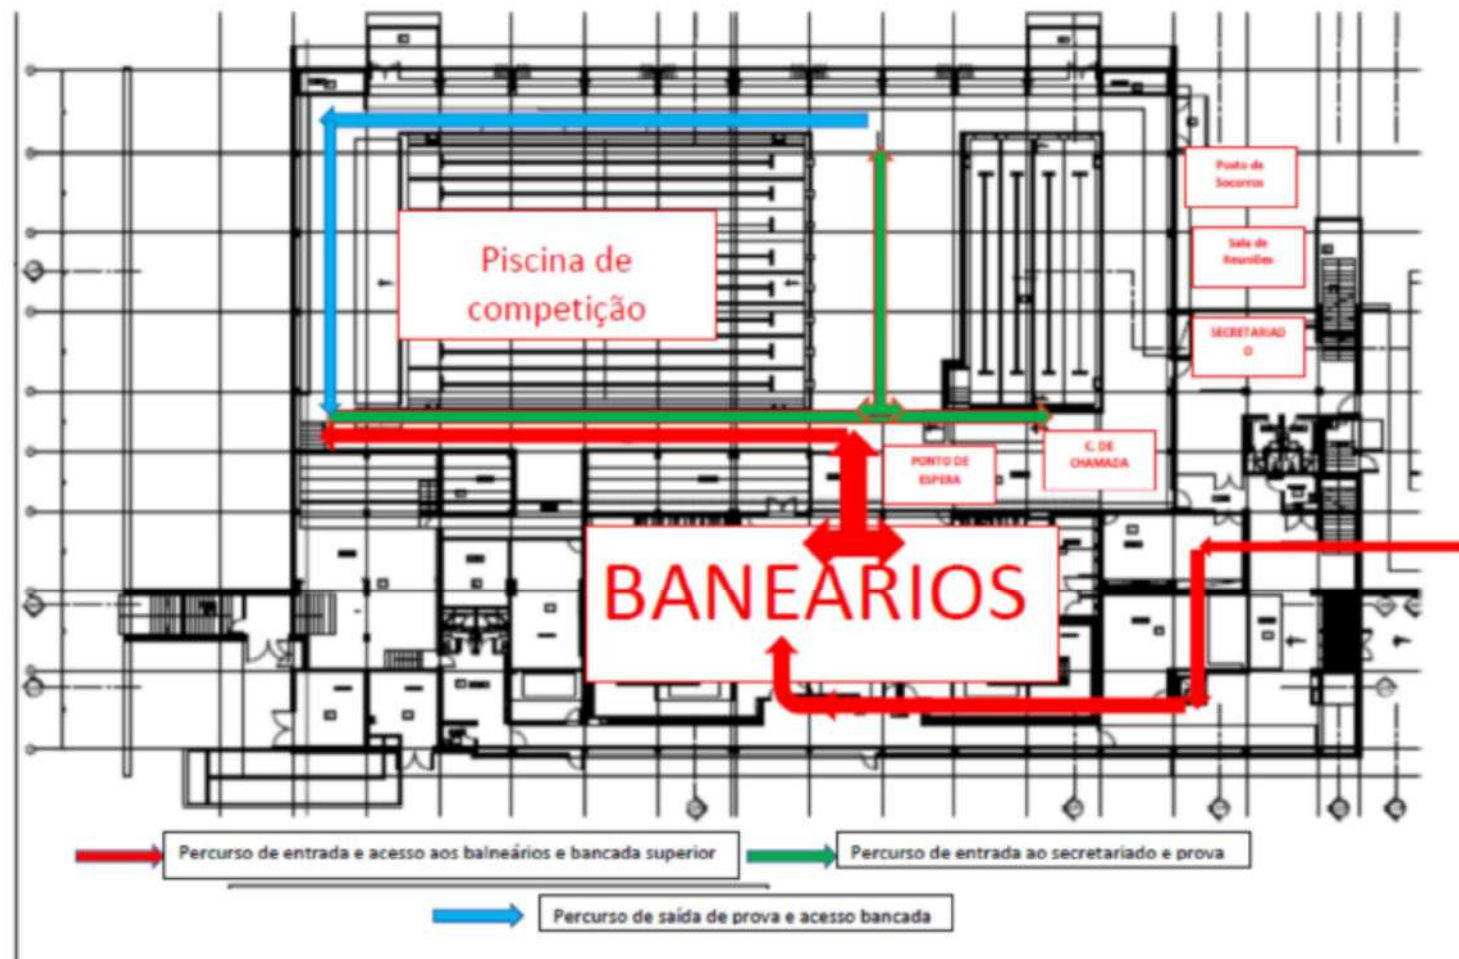 Posto de
Socorros
Piscina de
competição
Sala de
Reuniões
SECRETARIAD
O
C. DE
CHAMADA
PONTO DE
ESPERA
BANEÁRIOS
Percurso de entrada e acesso aos balneários e bancada superior
Percurso de entrada ao secretariado e prova
Percurso de saída de prova e acesso bancada